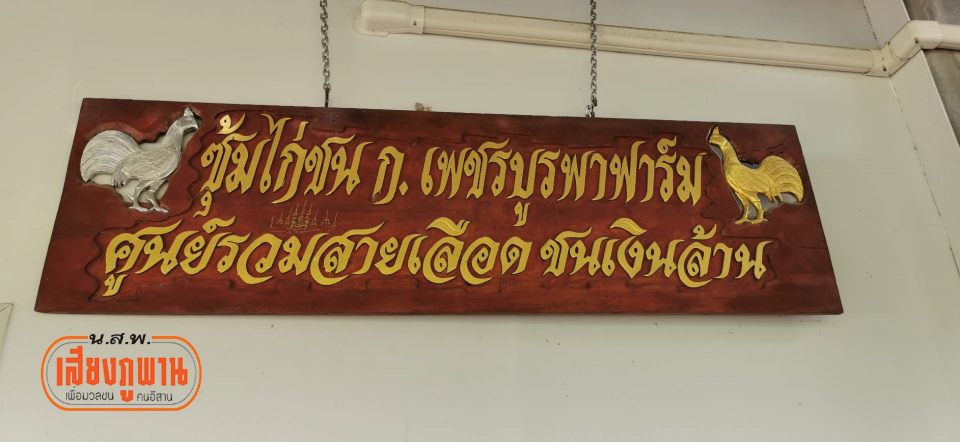 ซุ้มไก่ชน ก. เพชรบูรพาฟาร์ม
ศูนย์รวมสายเลือด ชนเงินล้าน
น.ส.พ.
เสียงภูพาน
เพื่อมวลชน คนอีสาน